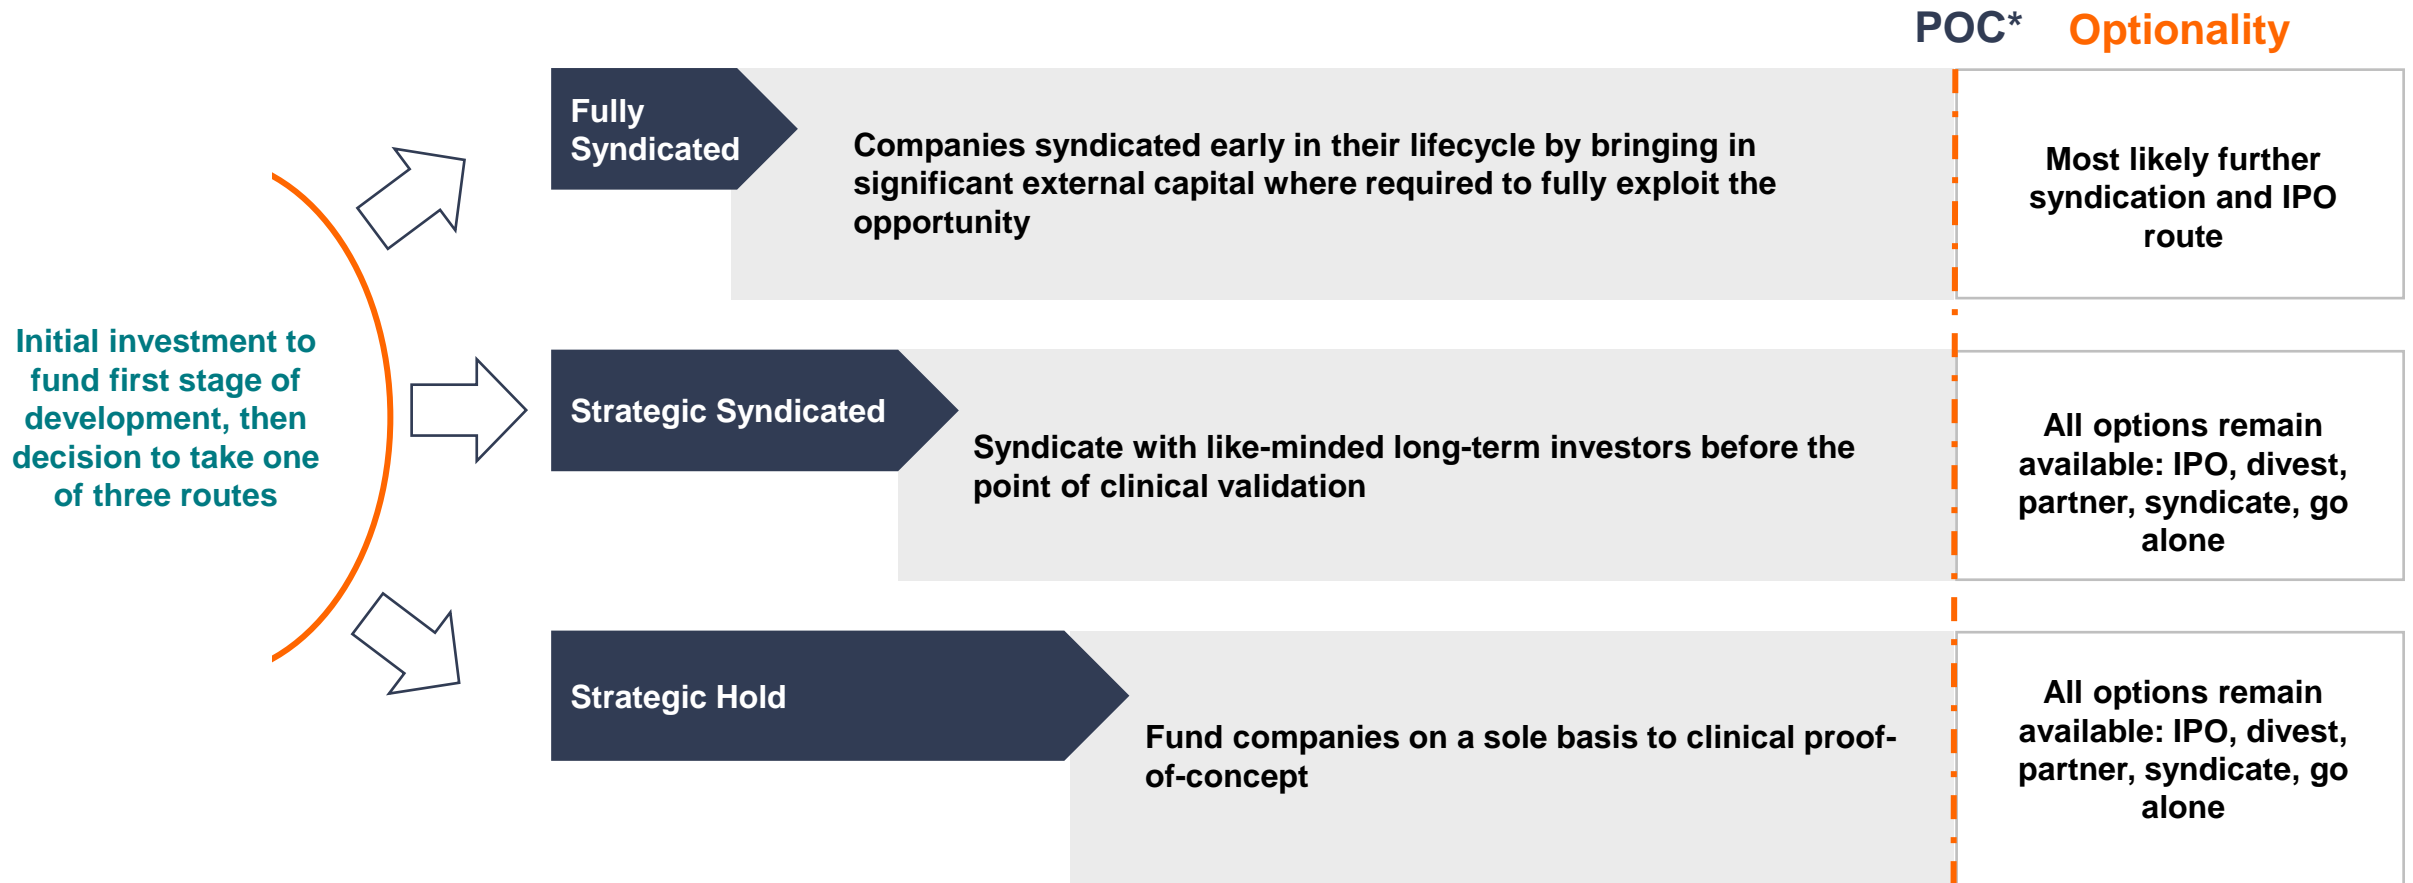 POC* Optionality
Fully
Syndicated
Companies syndicated early in their lifecycle by bringing in
significant external capital where required to fully exploit the
opportunity
Most likely further
syndication and IPO
route
Initial investment to
fund first stage of
development, then
decision to take one
of three routes
Strategic Syndicated
Syndicate with like-minded long-term investors before the
point of clinical validation
All options remain
available: IPO, divest,
partner, syndicate, go
alone
Strategic Hold
Fund companies on a sole basis to clinical proof-
of-concept
All options remain
available: IPO, divest,
partner, syndicate, go
alone